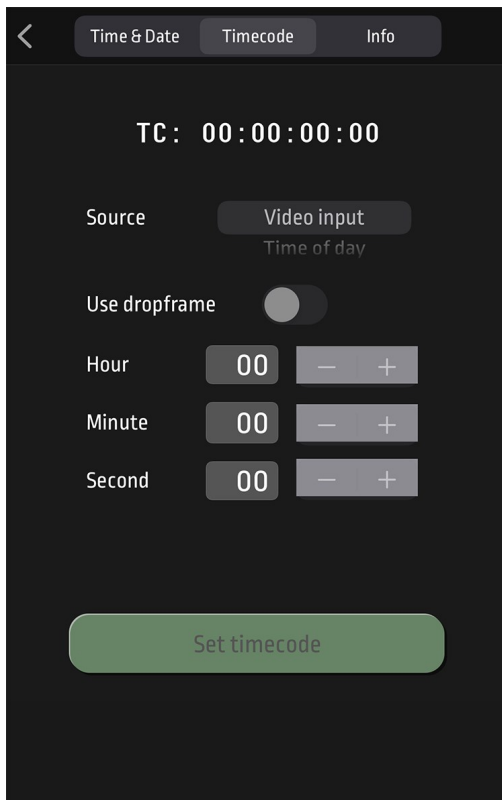 Time & Date Timecode Info
TC: 00:00:00:00
Source Video input
Time of day
Use dropframe
Hour 00 − +
Minute 00 − +
Second 00 − +
Set timecode